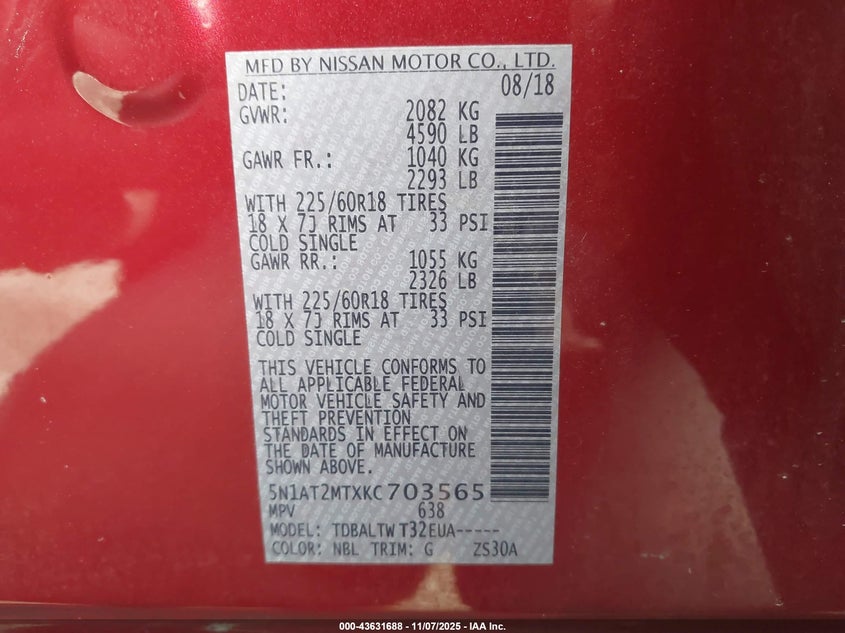 MFD BY NISSAN MOTOR CO., LTD.
DATE: 08/18
GVWR: 2082 KG
4590 LB
GAWR FR.: 1040 KG
2293 LB
WITH 225/60R18 TIRES
18 X 7J RIMS AT 33 PSI
COLD SINGLE
GAWR RR.: 1055 KG
2326 LB
WITH 225/60R18 TIRES
18 X 7J RIMS AT 33 PSI
COLD SINGLE
THIS VEHICLE CONFORMS TO
ALL APPLICABLE FEDERAL
MOTOR VEHICLE SAFETY AND
THEFT PREVENTION
STANDARDS IN EFFECT ON
THE DATE OF MANUFACTURE
SHOWN ABOVE.
5N1AT2MTXKC703565
MPV 638
MODEL: TDBALTW T32EUA-----
COLOR: NBL TRIM: G ZS30A
000-43631688 | 11/07/2025 - IAA Inc.